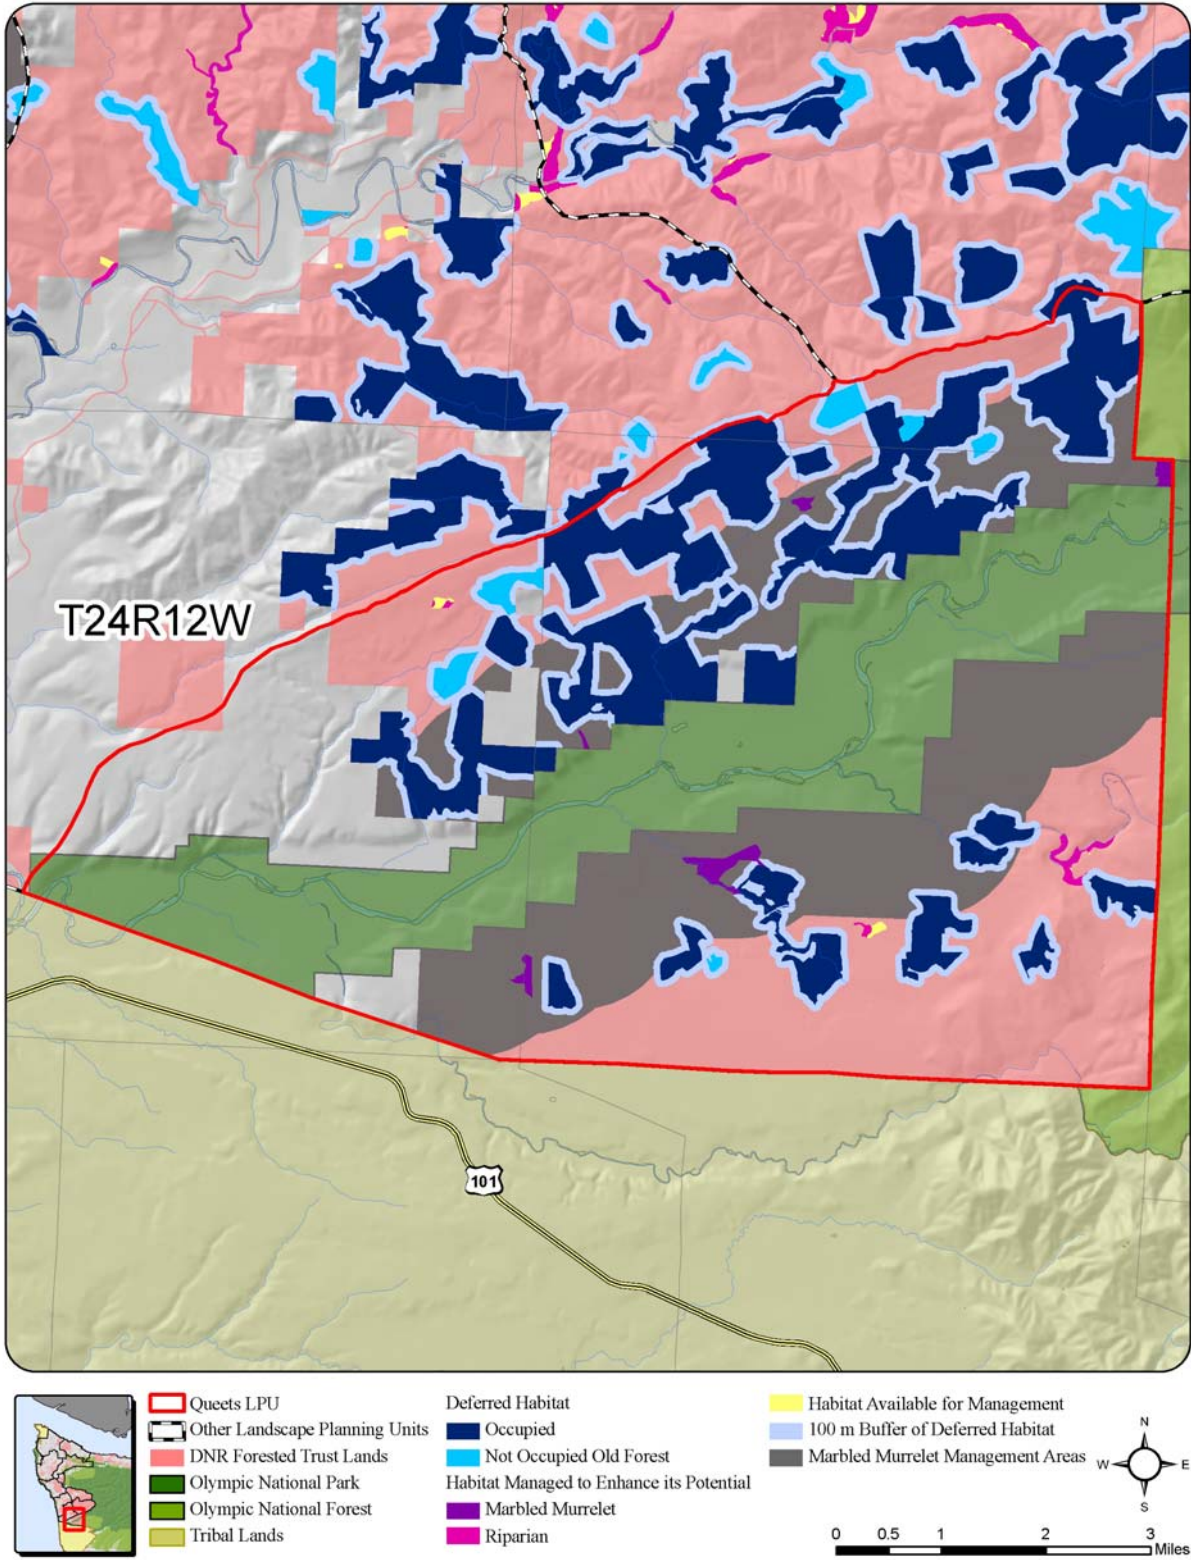 T24R12W
101
Queets LPU
Other Landscape Planning Units
DNR Forested Trust Lands
Olympic National Park
Olympic National Forest
Tribal Lands
Deferred Habitat
Occupied
Not Occupied Old Forest
Habitat Managed to Enhance its Potential
Marbled Murrelet
Riparian
Habitat Available for Management
100 m Buffer of Deferred Habitat
Marbled Murrelet Management Areas
N
W E
S
0 0.5 1 2 3
Miles